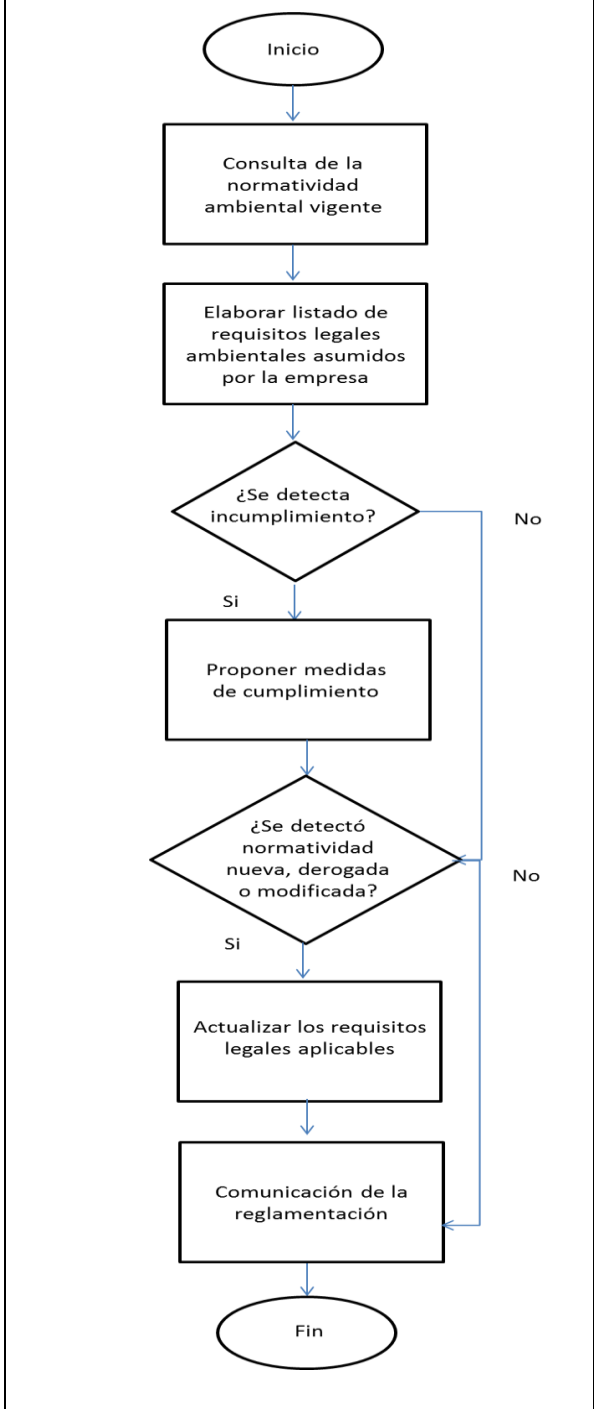 Inicio
Consulta de la
normatividad
ambiental vigente
Elaborar listado de
requisitos legales
ambientales asumidos
por la empresa
¿Se detecta
incumplimiento?
No
Si
Proponer medidas
de cumplimiento
¿Se detectó
normatividad
nueva, derogada
o modificada?
No
Si
Actualizar los requisitos
legales aplicables
Comunicación de la
reglamentación
Fin